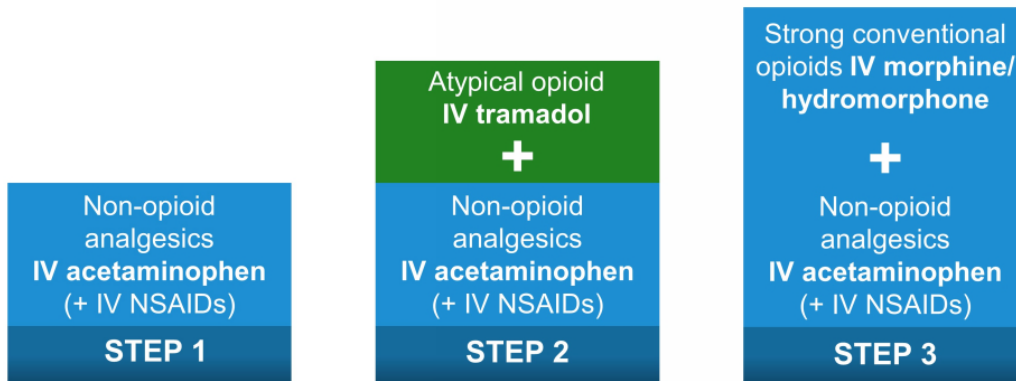 Non-opioid
analgesics
IV acetaminophen
(+ IV NSAIDs)
STEP 1
Atypical opioid
IV tramadol
+
Non-opioid
analgesics
IV acetaminophen
(+ IV NSAIDs)
STEP 2
Strong conventional
opioids IV morphine/
hydromorphone
+
Non-opioid
analgesics
IV acetaminophen
(+ IV NSAIDs)
STEP 3